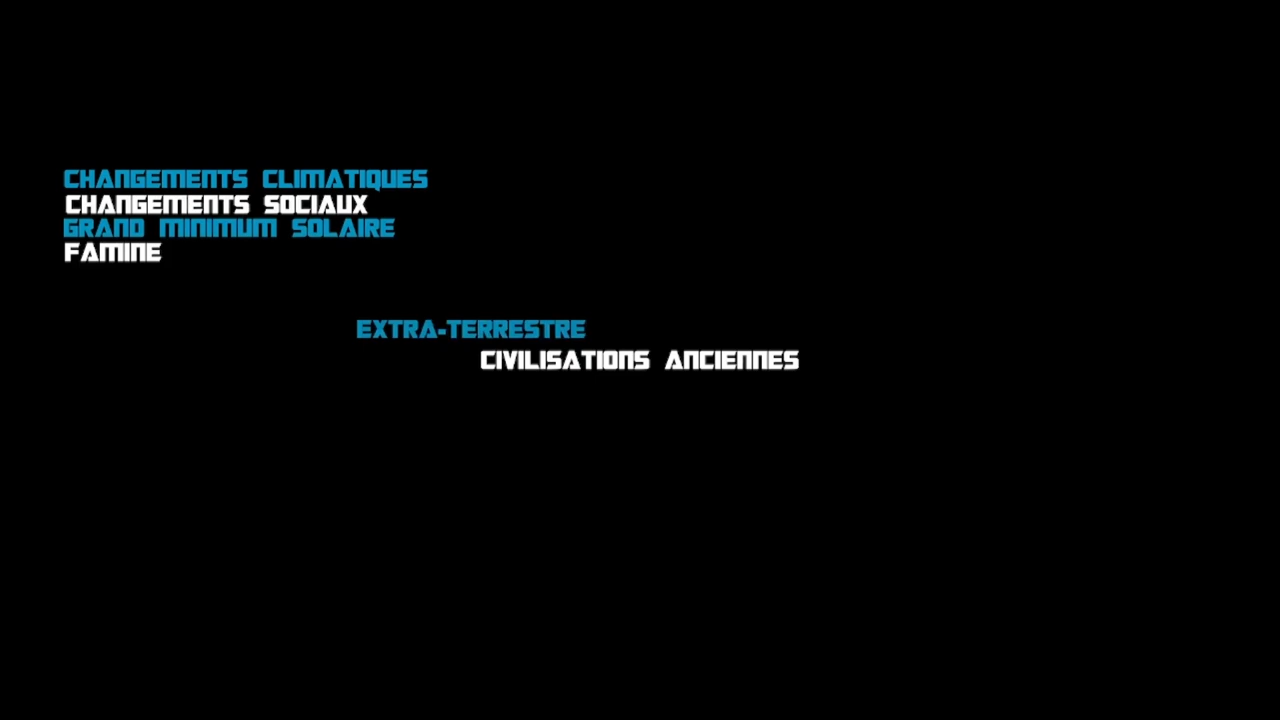 CHANGEMENTS CLIMATIQUES
CHANGEMENTS SOCIAUX
GRAND MINIMUM SOLAIRE
FAMINE
EXTRA-TERRESTRE
CIVILISATIONS ANCIENNES